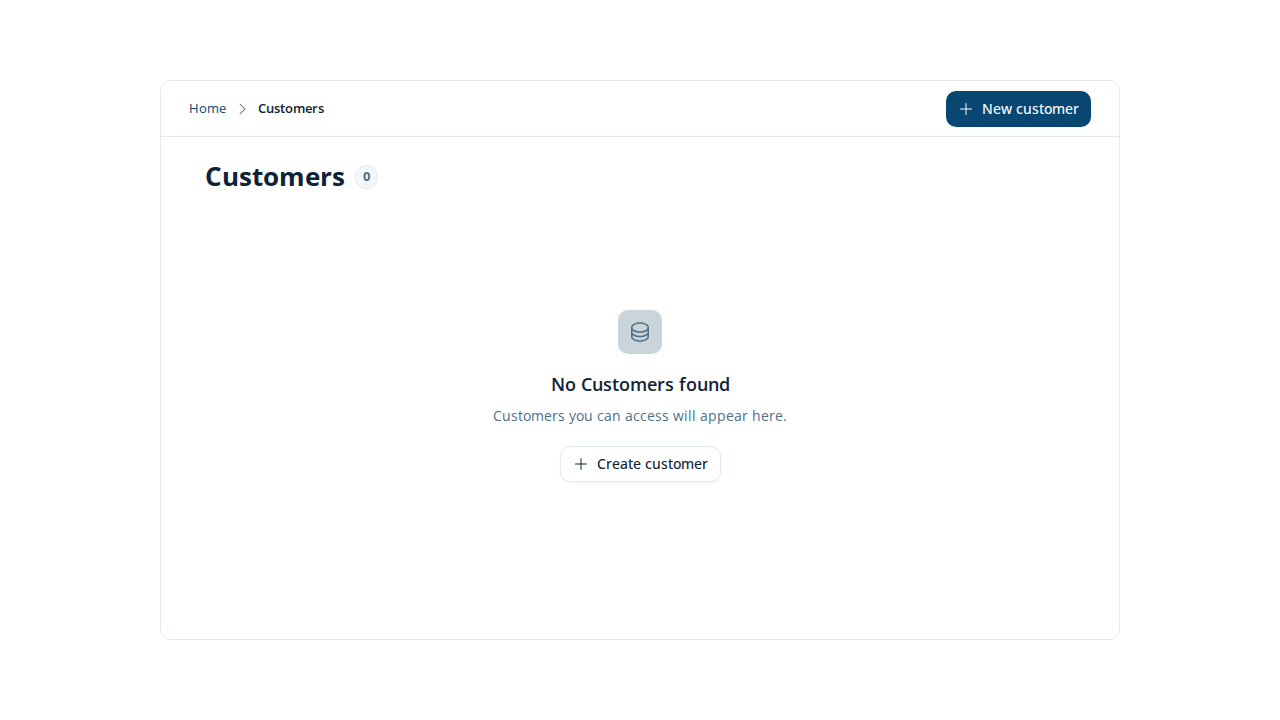 Home
Customers
New customer
Customers 0
No Customers found
Customers you can access will appear here.
Create customer